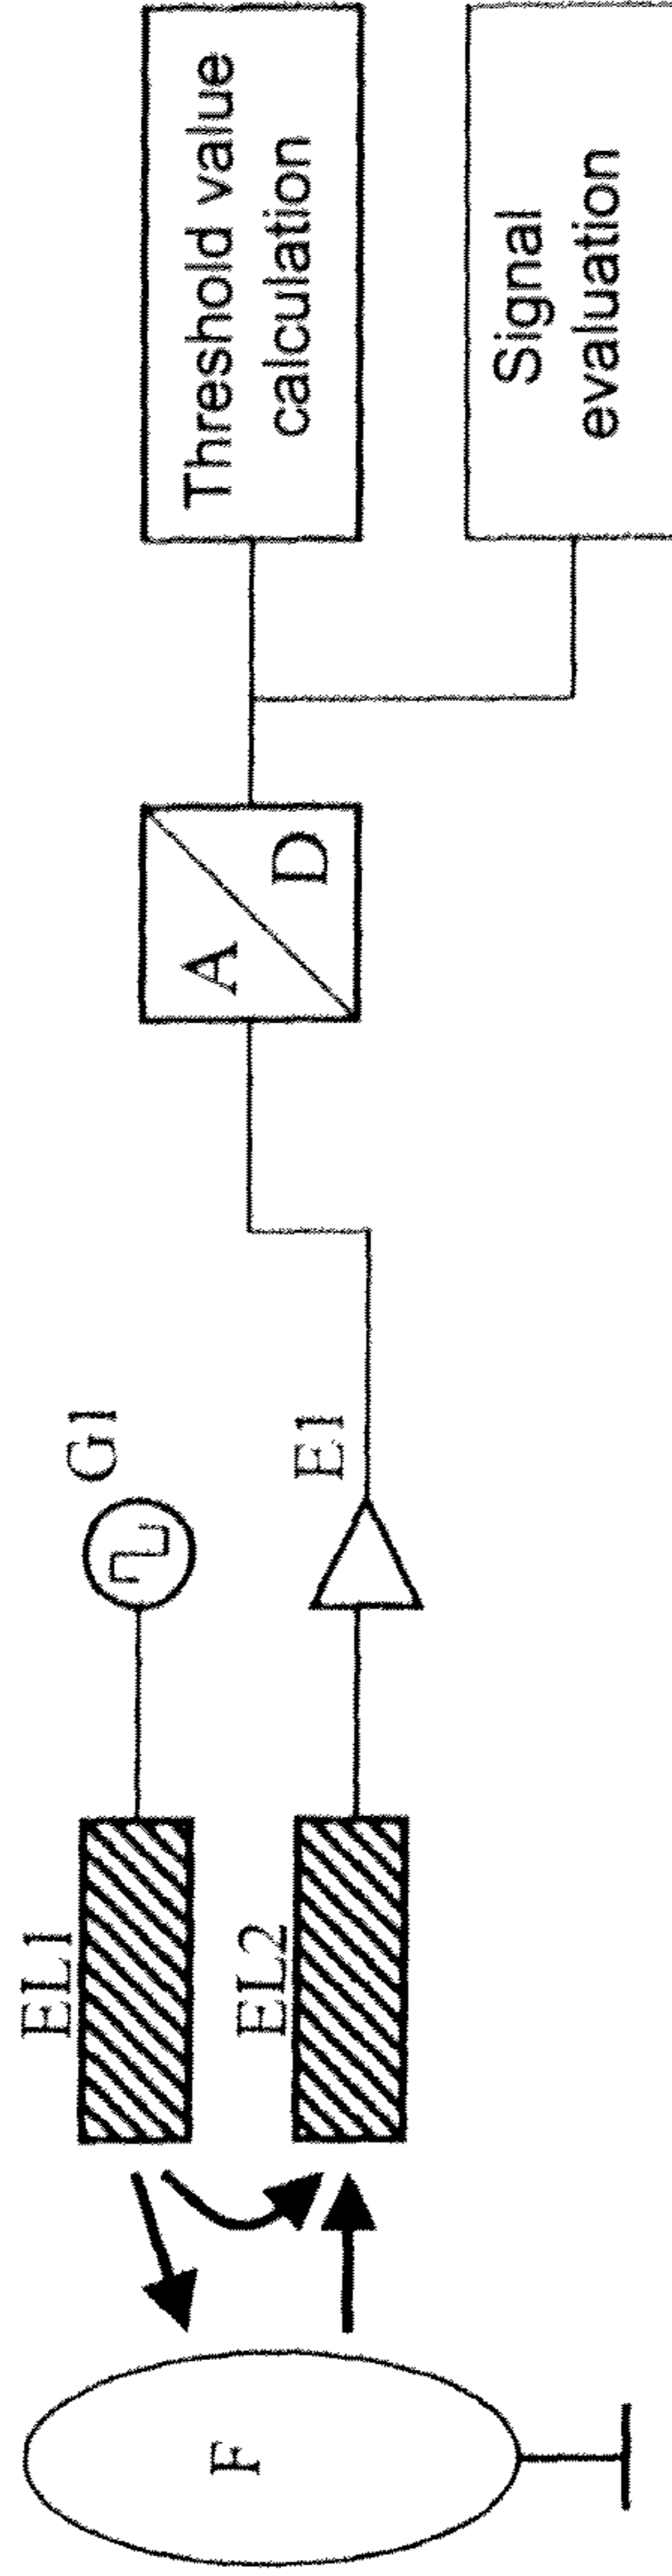 F
EL1
EL2
G1
E1
A
D
Threshold value
calculation
Signal
evaluation